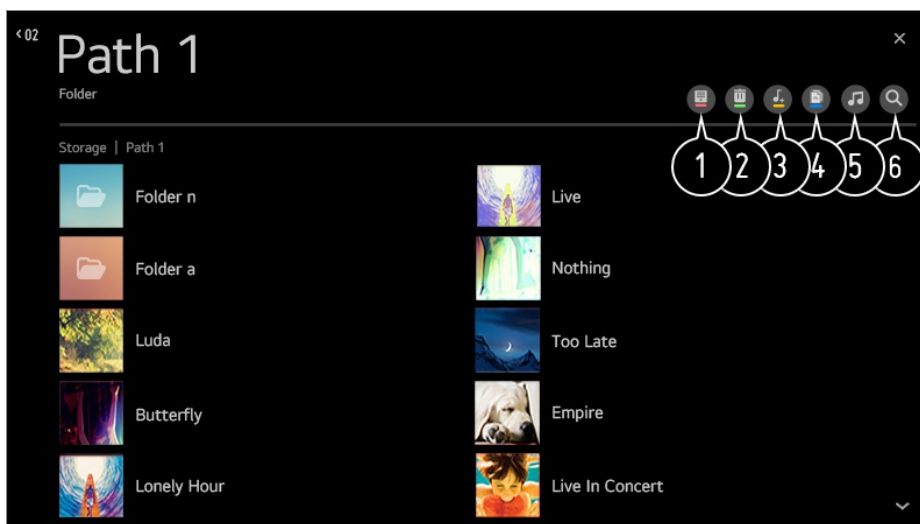 <02
Path 1
Folder
1 2 3 4 5 6
Storage | Path 1
Folder n
Live
Folder a
Nothing
Luda
Too Late
Butterfly
Empire
Lonely Hour
Live In Concert